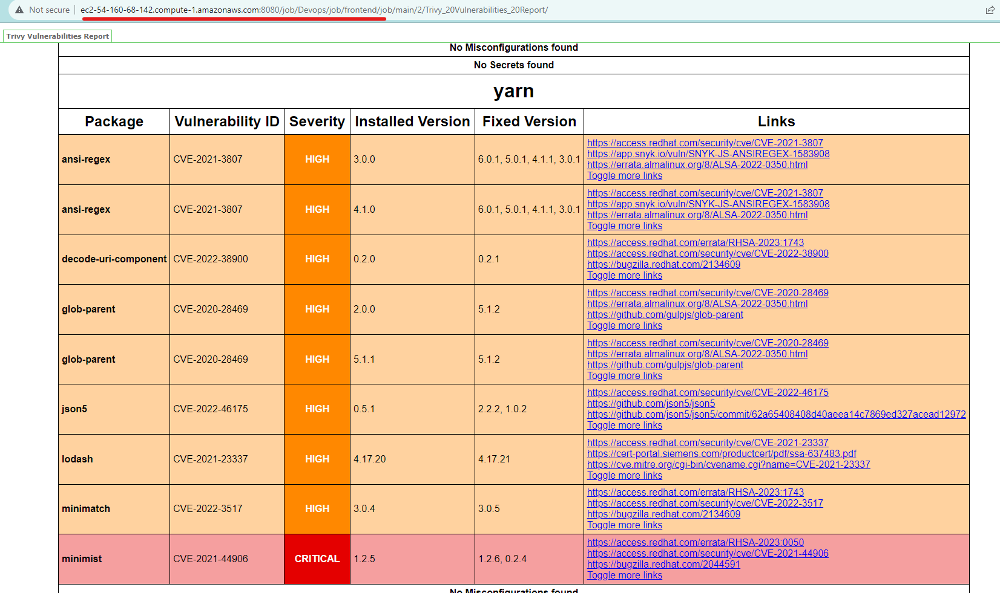 Not secure | ec2-54-160-68-142.compute-1.amazonaws.com:8080/job/Devops/job/frontend/job/main/2/Trivy_20Vulnerabilities_20Report/
Trivy Vulnerabilities Report
No Misconfigurations found
No Secrets found
yarn
Package Vulnerability ID Severity Installed Version Fixed Version Links
ansi-regex CVE-2021-3807 HIGH 3.0.0 6.0.1, 5.0.1, 4.1.1, 3.0.1
https://access.redhat.com/security/cve/CVE-2021-3807
https://app.snyk.io/vuln/SNYK-JS-ANSIREGEX-1583908
https://errata.almalinux.org/8/ALSA-2022-0350.html
Toggle more links
ansi-regex CVE-2021-3807 HIGH 4.1.0 6.0.1, 5.0.1, 4.1.1, 3.0.1
https://access.redhat.com/security/cve/CVE-2021-3807
https://app.snyk.io/vuln/SNYK-JS-ANSIREGEX-1583908
https://errata.almalinux.org/8/ALSA-2022-0350.html
Toggle more links
decode-uri-component CVE-2022-38900 HIGH 0.2.0 0.2.1
https://access.redhat.com/errata/RHSA-2023:1743
https://access.redhat.com/security/cve/CVE-2022-38900
https://bugzilla.redhat.com/2134609
Toggle more links
glob-parent CVE-2020-28469 HIGH 2.0.0 5.1.2
https://access.redhat.com/security/cve/CVE-2020-28469
https://errata.almalinux.org/8/ALSA-2022-0350.html
https://github.com/gulpjs/glob-parent
Toggle more links
glob-parent CVE-2020-28469 HIGH 5.1.1 5.1.2
https://access.redhat.com/security/cve/CVE-2020-28469
https://errata.almalinux.org/8/ALSA-2022-0350.html
https://github.com/gulpjs/glob-parent
Toggle more links
json5 CVE-2022-46175 HIGH 0.5.1 2.2.2, 1.0.2
https://access.redhat.com/security/cve/CVE-2022-46175
https://github.com/json5/json5
https://github.com/json5/json5/commit/62a65408408d40aeea14c7869ed327acead12972
Toggle more links
lodash CVE-2021-23337 HIGH 4.17.20 4.17.21
https://access.redhat.com/security/cve/CVE-2021-23337
https://cert-portal.siemens.com/productcert/pdf/ssa-637483.pdf
https://cve.mitre.org/cgi-bin/cvename.cgi?name=CVE-2021-23337
Toggle more links
minimatch CVE-2022-3517 HIGH 3.0.4 3.0.5
https://access.redhat.com/errata/RHSA-2023:1743
https://access.redhat.com/security/cve/CVE-2022-3517
https://bugzilla.redhat.com/2134609
Toggle more links
minimist CVE-2021-44906 CRITICAL 1.2.5 1.2.6, 0.2.4
https://access.redhat.com/errata/RHSA-2023:0050
https://access.redhat.com/security/cve/CVE-2021-44906
https://bugzilla.redhat.com/2044591
Toggle more links
No Misconfigurations found